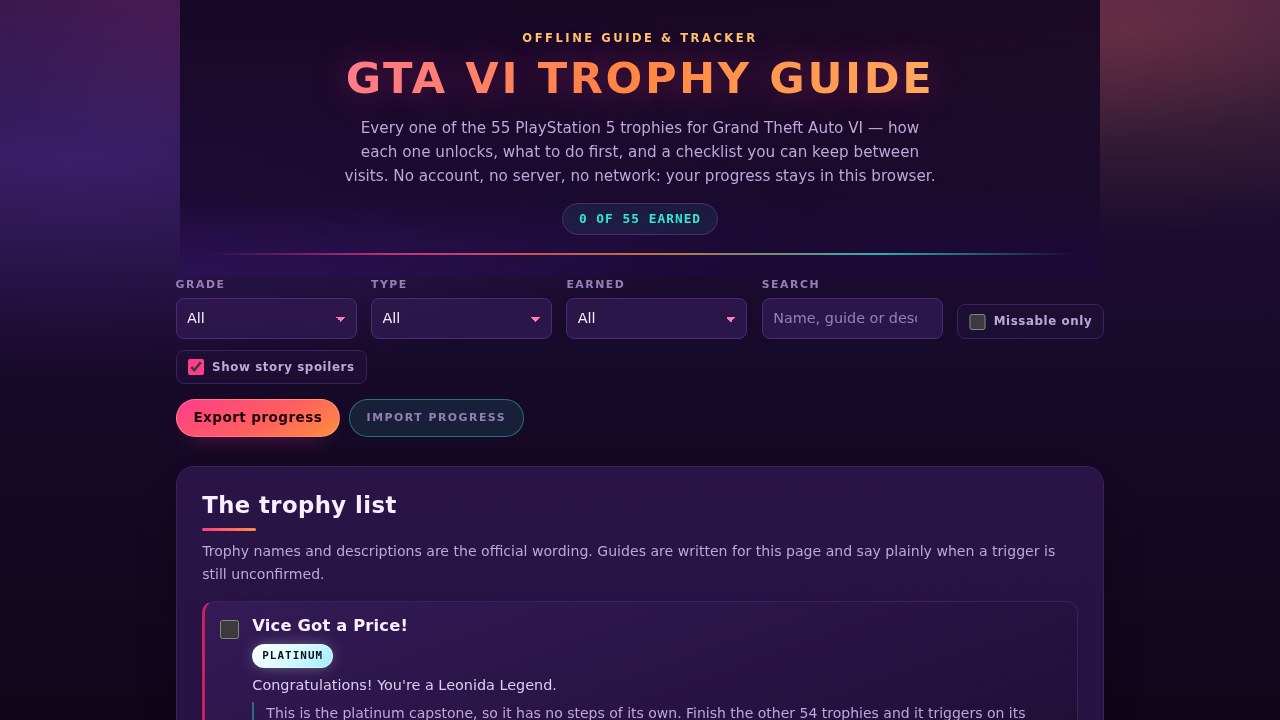 OFFLINE GUIDE & TRACKER
GTA VI TROPHY GUIDE
Every one of the 55 PlayStation 5 trophies for Grand Theft Auto VI — how
each one unlocks, what to do first, and a checklist you can keep between
visits. No account, no server, no network: your progress stays in this browser.
0 OF 55 EARNED
GRADE TYPE EARNED SEARCH
All All All Name, guide or desc Missable only
Show story spoilers
Export progress IMPORT PROGRESS
The trophy list
Trophy names and descriptions are the official wording. Guides are written for this page and say plainly when a trigger is
still unconfirmed.
Vice Got a Price!
PLATINUM
Congratulations! You're a Leonida Legend.
This is the platinum capstone, so it has no steps of its own. Finish the other 54 trophies and it triggers on its